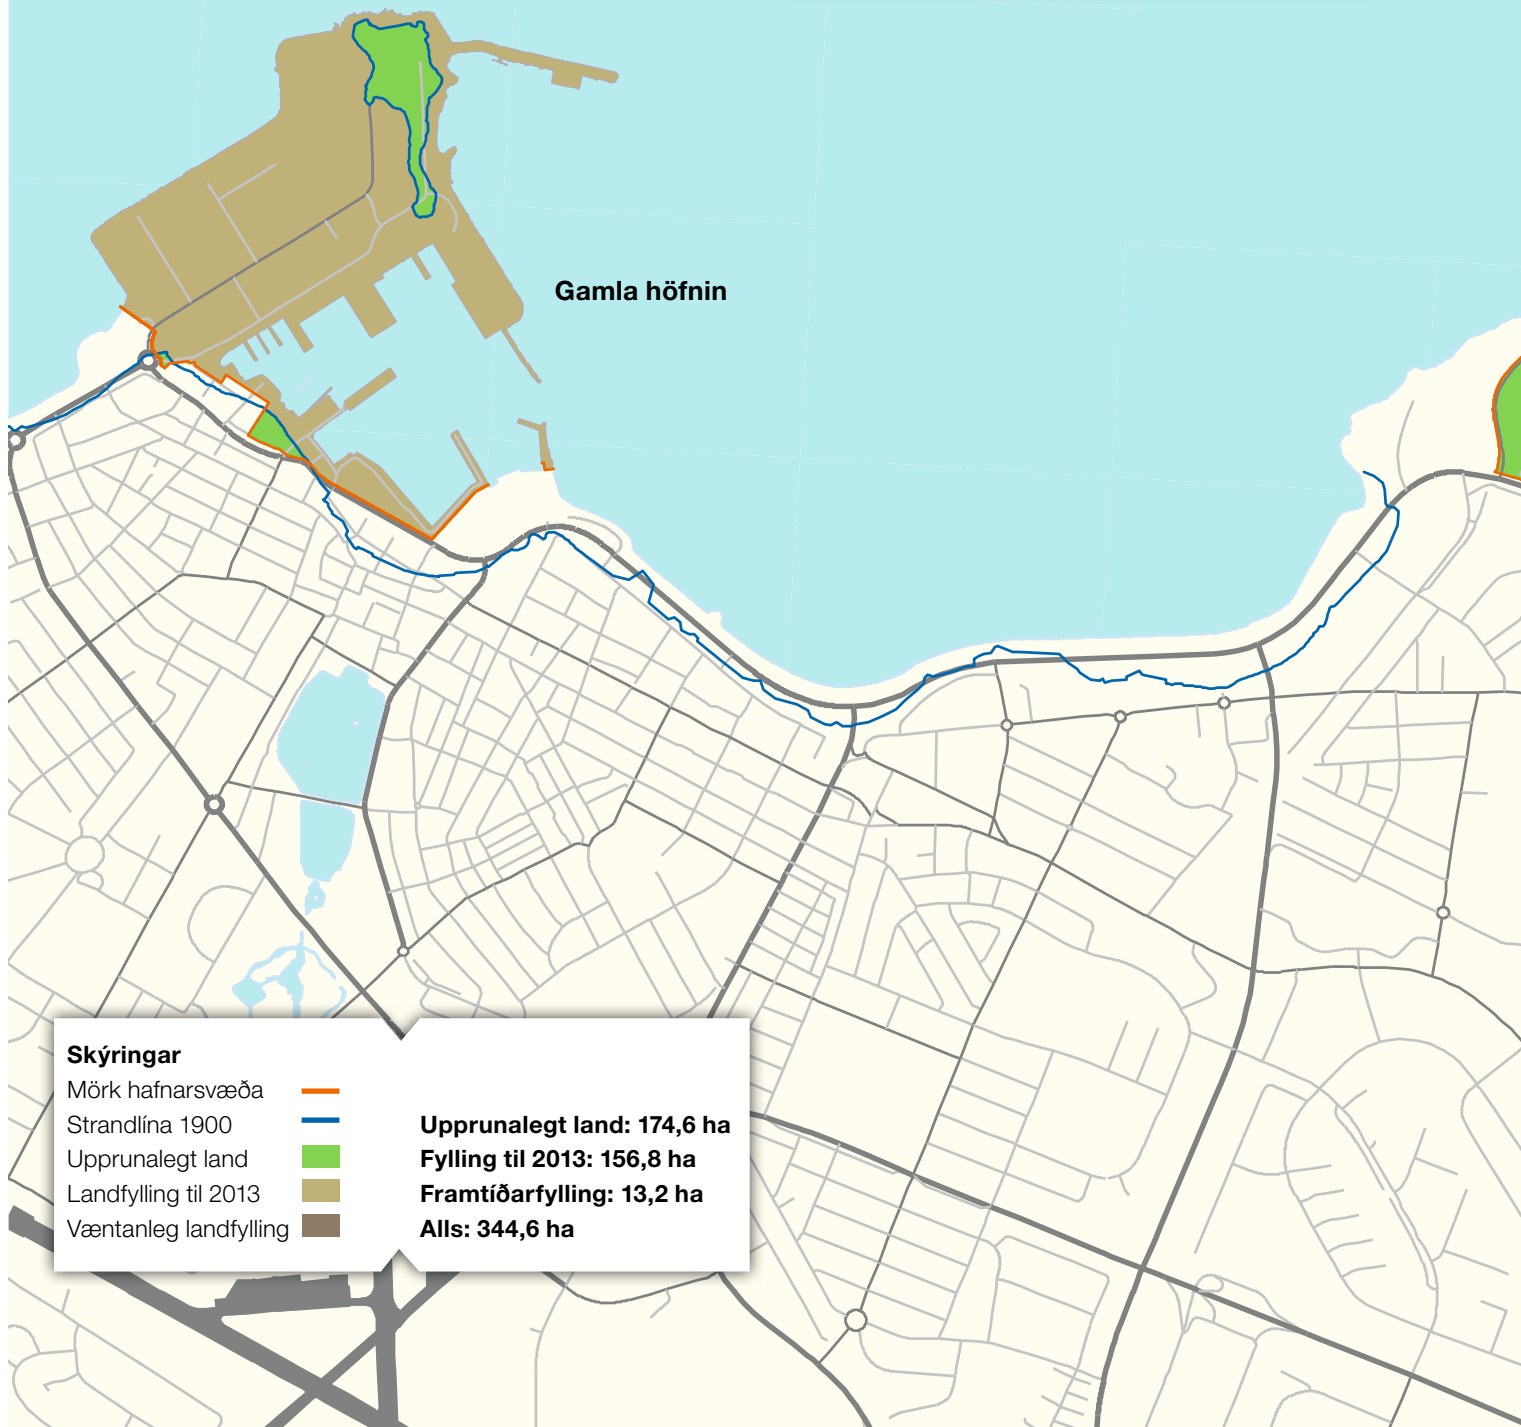 Gamla höfnin
Skýringar
Mörk hafnarsvæða
Strandlína 1900
Upprunalegt land
Landfylling til 2013
Væntanleg landfylling
Upprunalegt land: 174,6 ha
Fylling til 2013: 156,8 ha
Framtíðarfylling: 13,2 ha
Alls: 344,6 ha